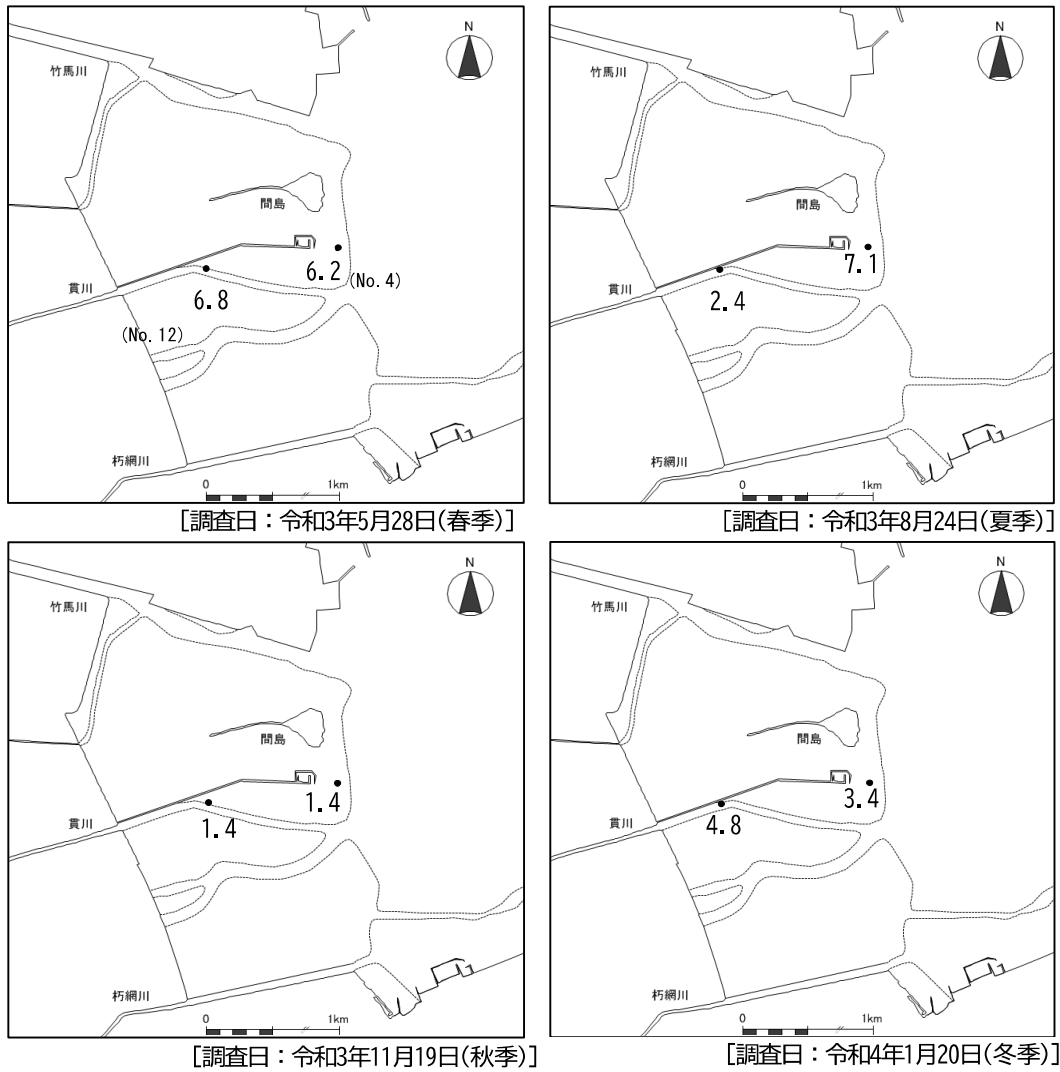 N
竹馬川
間島
6.2
(No. 4)
貫川
6.8
(No. 12)
朽網川
0
1km
[調査日：令和3年5月28日(春季)]
N
竹馬川
間島
7.1
貫川
2.4
朽網川
0
1km
[調査日：令和3年8月24日(夏季)]
N
竹馬川
間島
1.4
貫川
1.4
朽網川
0
1km
[調査日：令和3年11月19日(秋季)]
N
竹馬川
間島
3.4
貫川
4.8
朽網川
0
1km
[調査日：令和4年1月20日(冬季)]